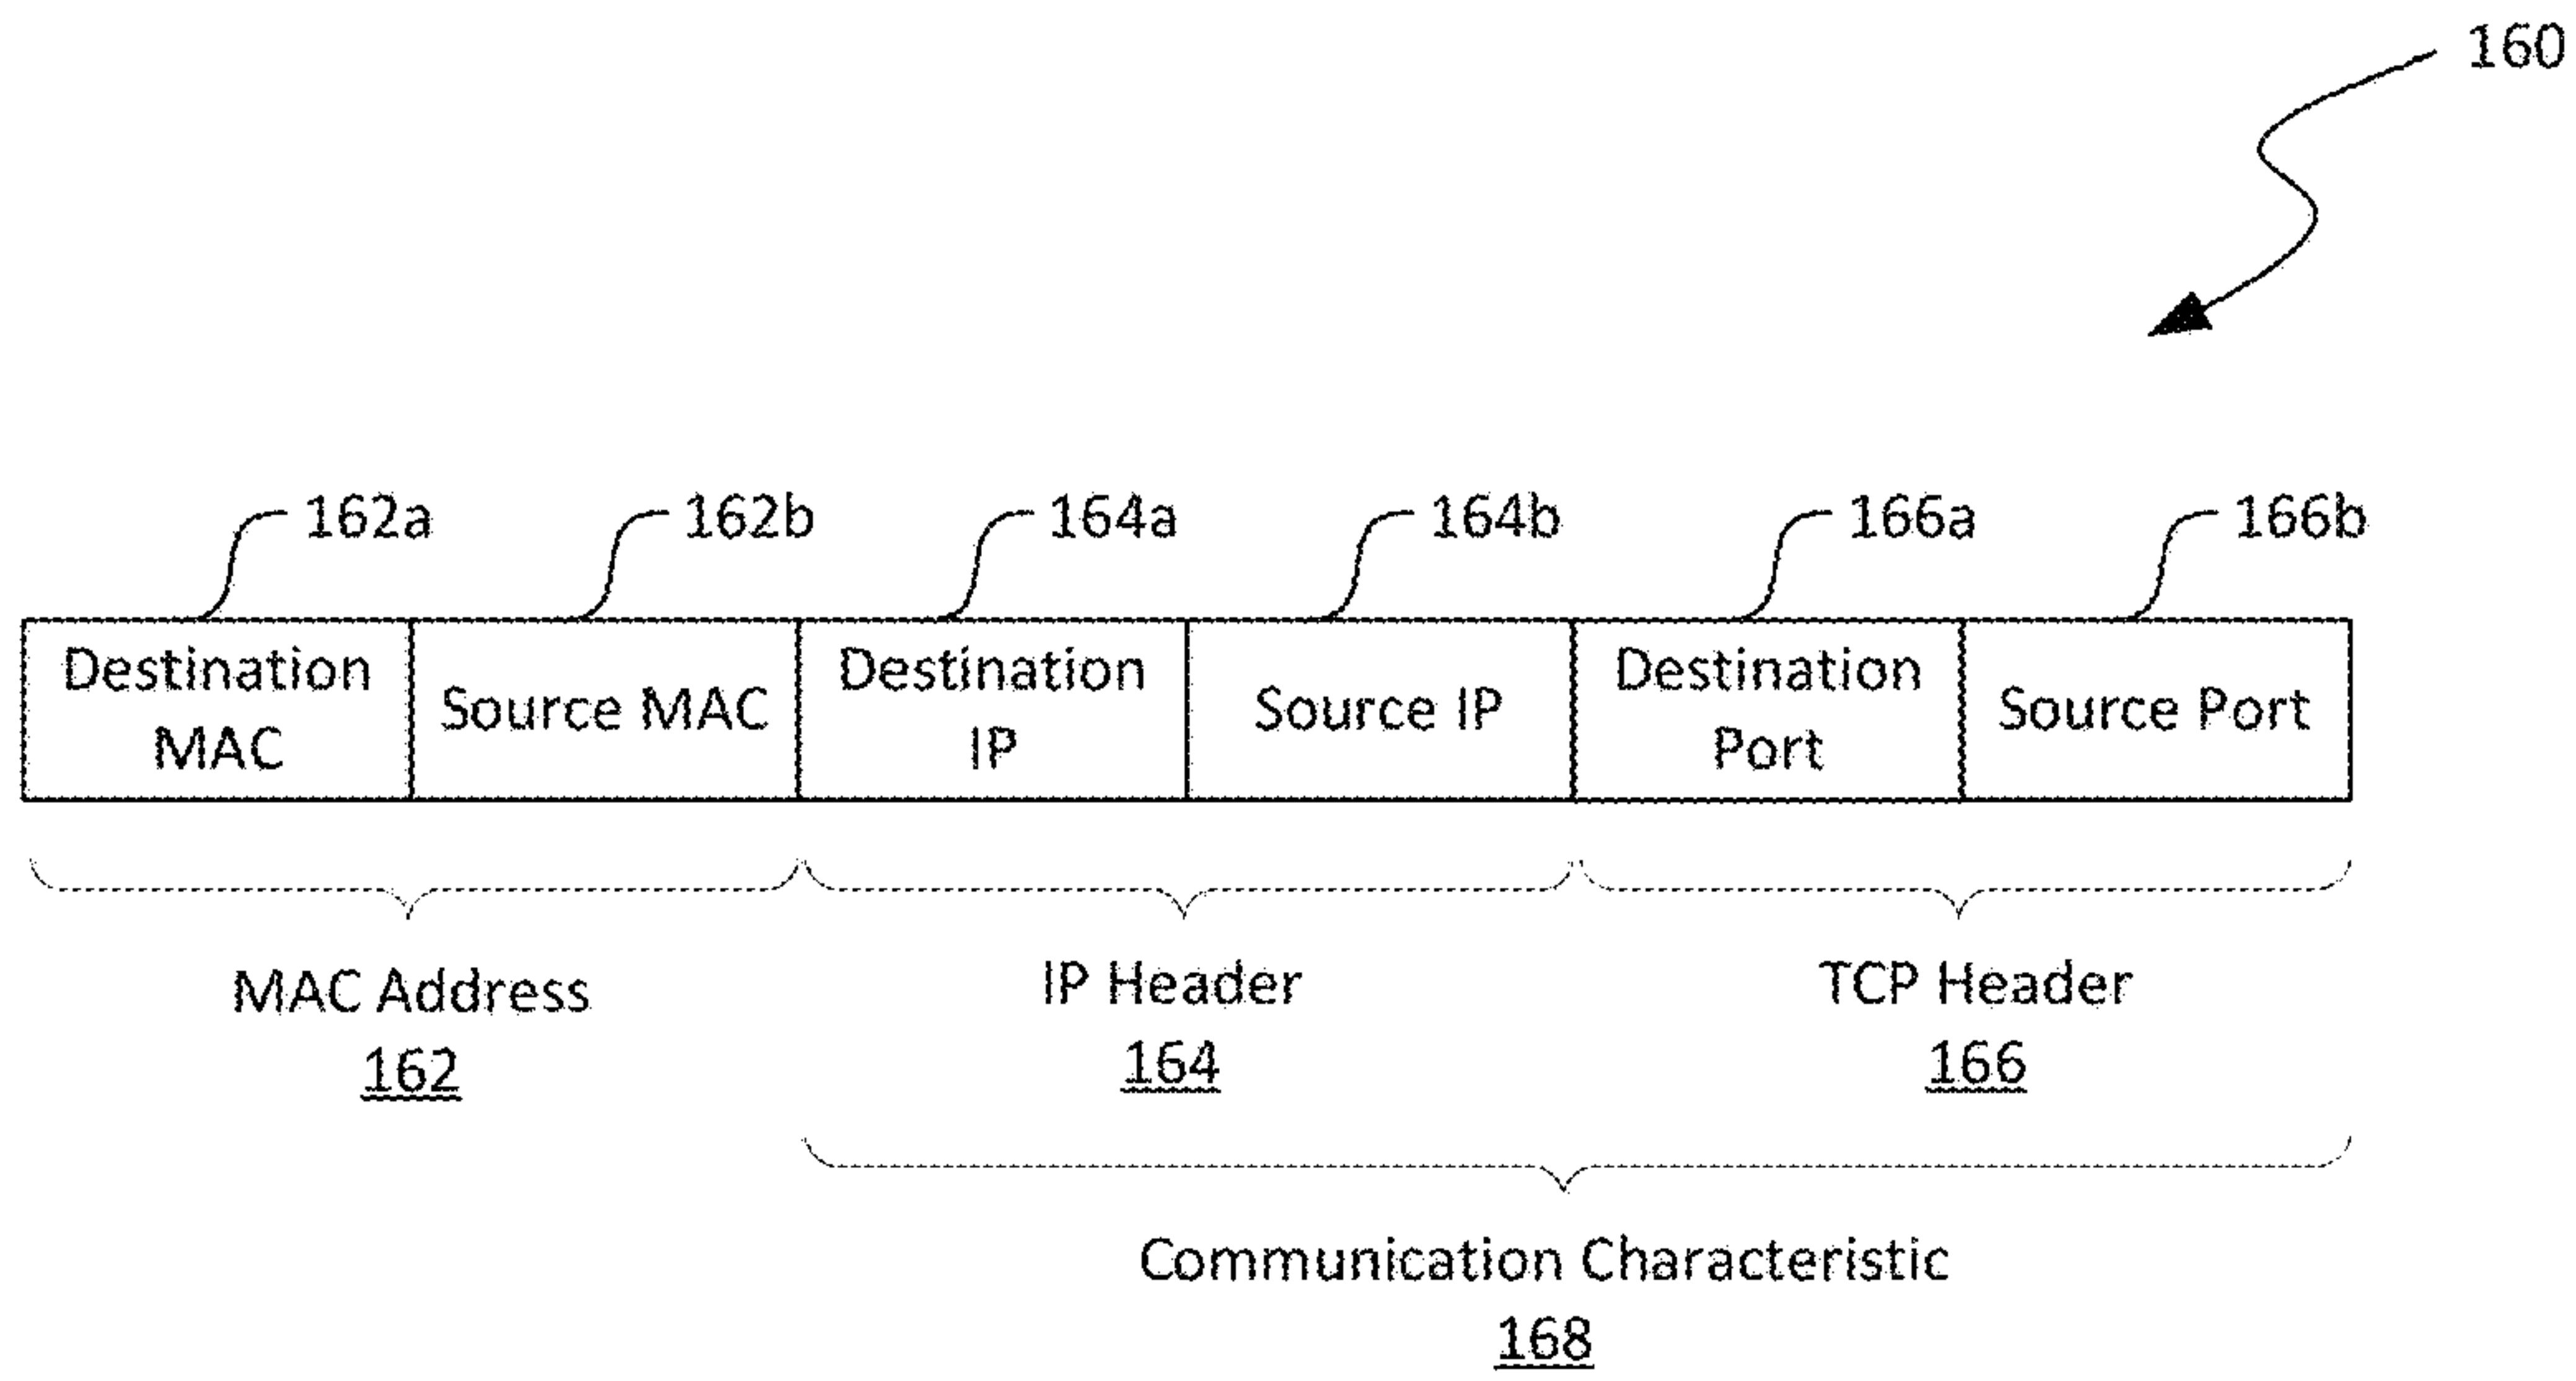 160
162a
162b
164a
164b
166a
166b
Destination
MAC
Source MAC
Destination
IP
Source IP
Destination
Port
Source Port
MAC Address
162
IP Header
164
TCP Header
166
Communication Characteristic
168